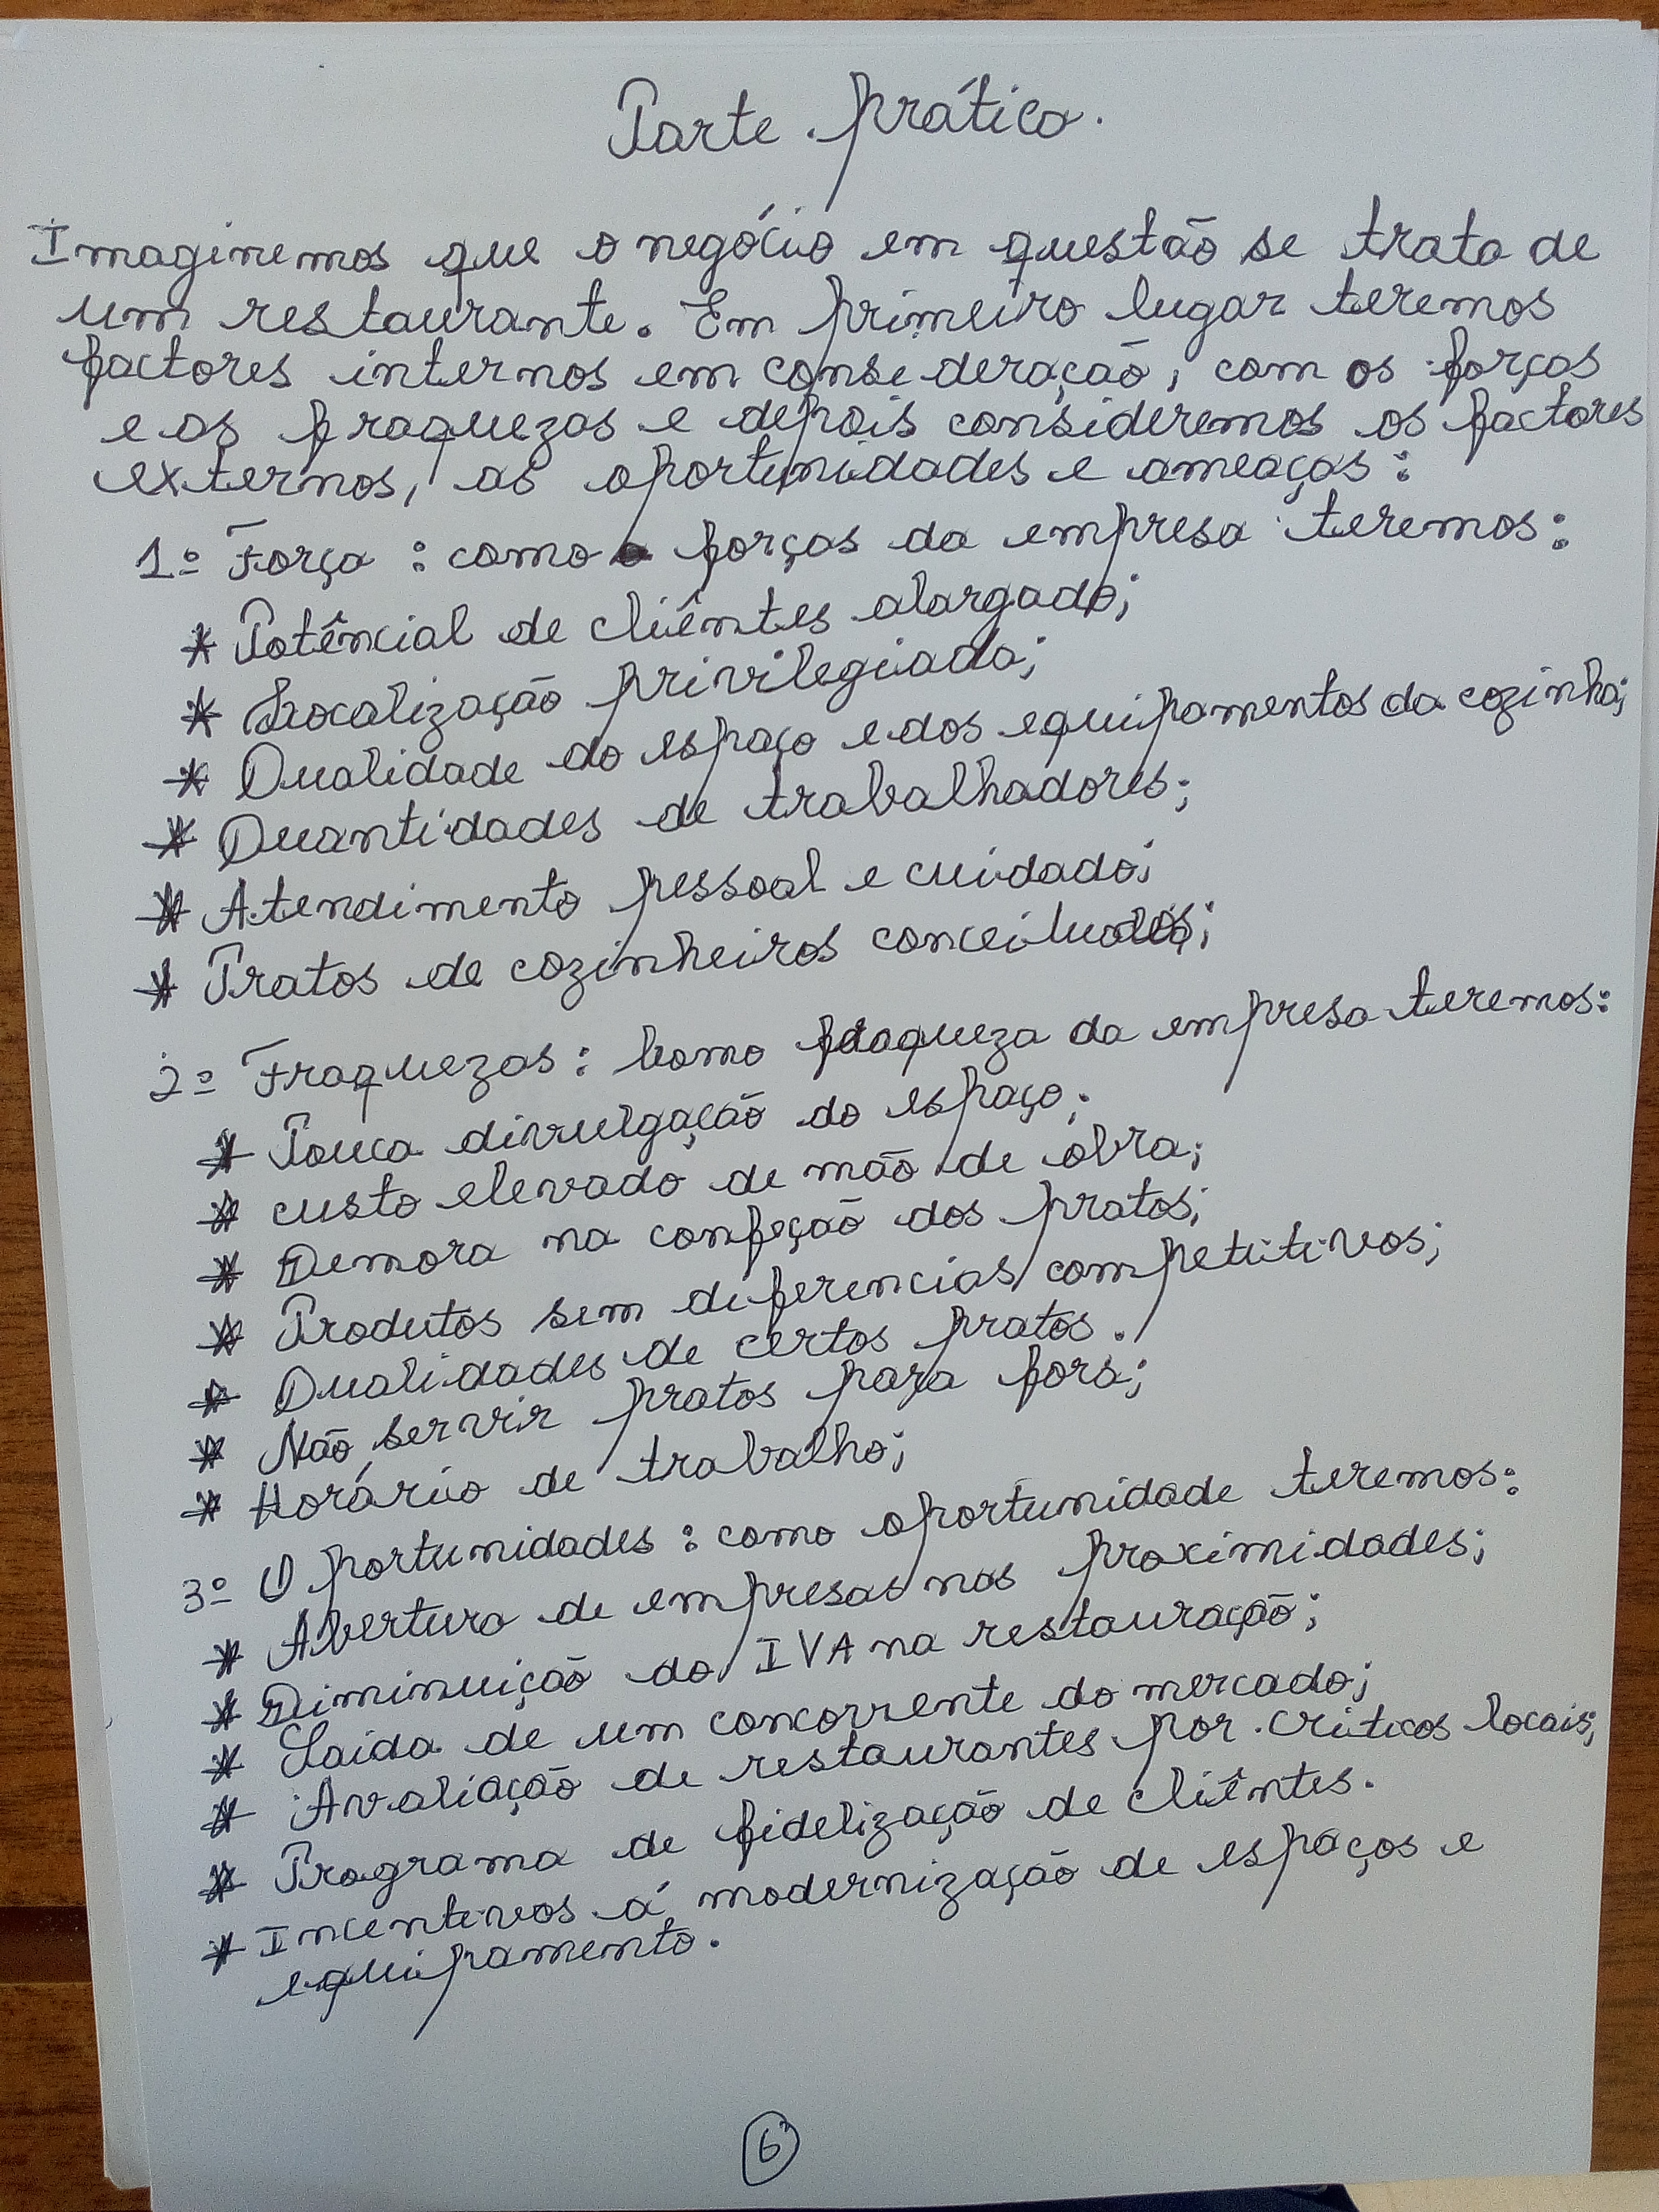 Parte prática.
Imaginemos que o negócio em questão se trata de
um restaurante. Em primeiro lugar teremos
factores internos em consideração, com as forças
e as fraquezas e depois consideremos os factores
externos, as oportunidades e ameaças:
1º Força : como forças da empresa teremos:
* Potêncial de cliêntes alargado;
* Localização privilegiada;
* Qualidade do espaço e dos equipamentos da cozinha;
* Quantidades de trabalhadores;
* Atendimento pessoal e cuidado;
* Pratos de cozinheiros
2º Fraquezas: Como fraqueza da empresa teremos:
* Pouca divulgação do espaço;
* custo elevado de mão de obra;
* Demora na confeção dos pratos;
* Produtos sem diferencias competitivos;
* Qualidades de certos pratos.
* Não servir pratos para fora;
* Horário de trabalho;
3º Oportunidades : como oportunidade teremos:
* Abertura de empresas nas proximidades;
* Diminuição do IVA na restauração;
* Saida de um concorrente do mercado;
* Avaliação de restaurantes por criticos locais;
* Programa de fidelização de cliêntes.
* Incentivos á modernização de espaços e
equipamento.
6